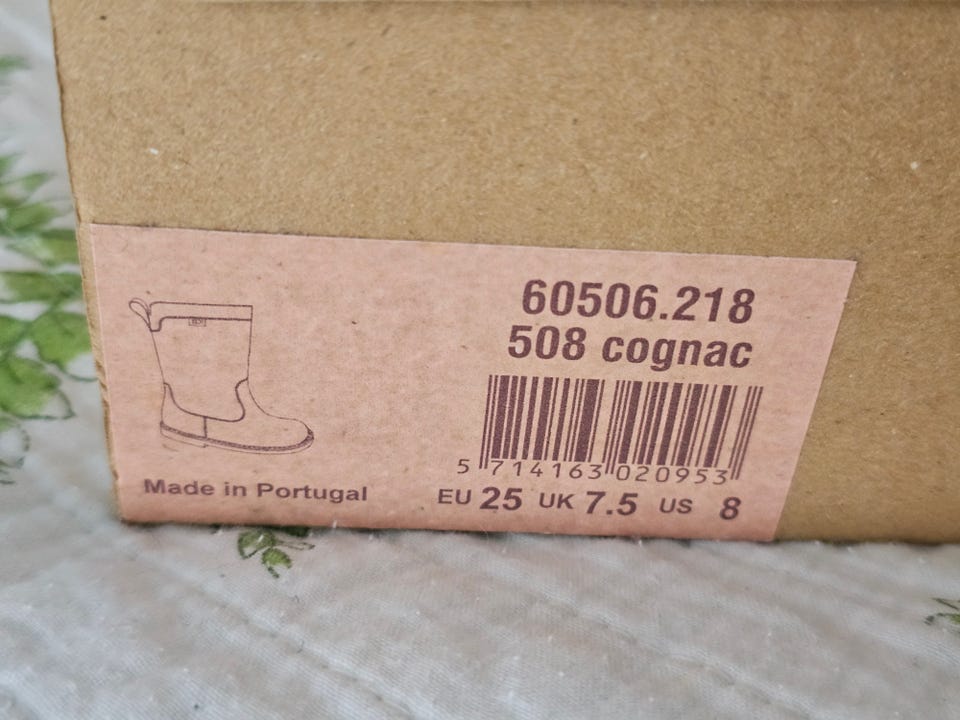 60506.218
508 cognac
5 714163 020953
Made in Portugal
EU 25 UK 7.5 US 8